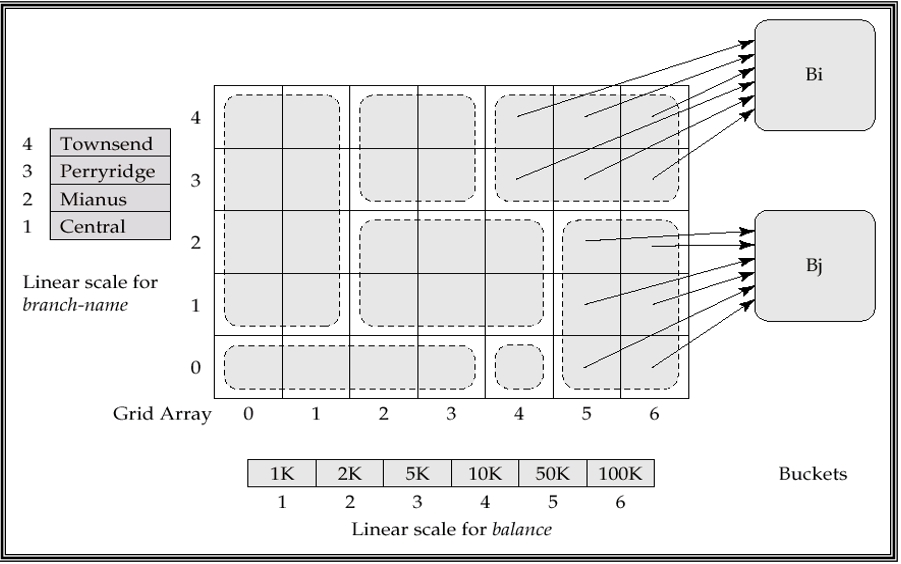 Bi
4
4 Townsend
3 Perryridge
3
2 Mianus
1 Central
2
Bj
Linear scale for
branch-name
1
0
Grid Array 0 1 2 3 4 5 6
1K 2K 5K 10K 50K 100K
Buckets
1 2 3 4 5 6
Linear scale for balance